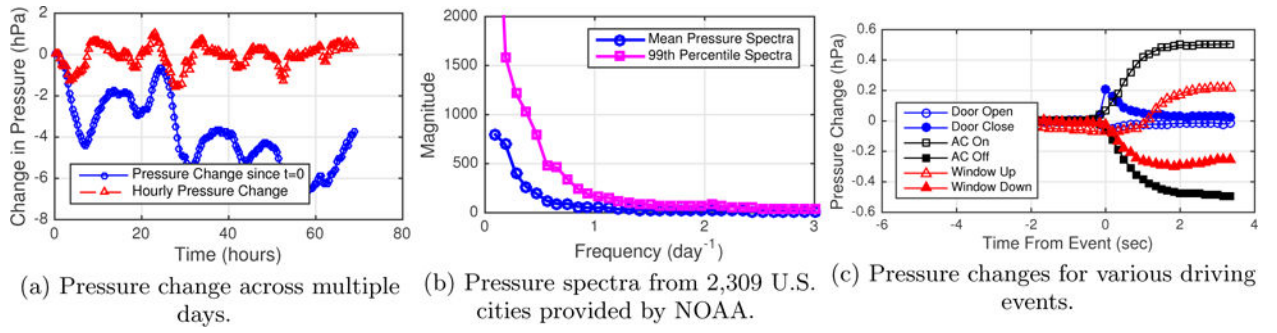 Change in Pressure (hPa)
2
0
-2
-4
-6
-8
0
20
40
60
80
Pressure Change since t=0
Hourly Pressure Change
Time (hours)
(a) Pressure change across multiple
days.
Magnitude
2000
1500
1000
500
0
0
1
2
3
Mean Pressure Spectra
99th Percentile Spectra
Frequency (day⁻¹)
(b) Pressure spectra from 2,309 U.S.
cities provided by NOAA.
Pressure Change (hPa)
0.6
0.4
0.2
0
-0.2
-0.4
-0.6
-4
-2
0
2
4
Door Open
Door Close
AC On
AC Off
Window Up
Window Down
Time From Event (sec)
(c) Pressure changes for various driving
events.